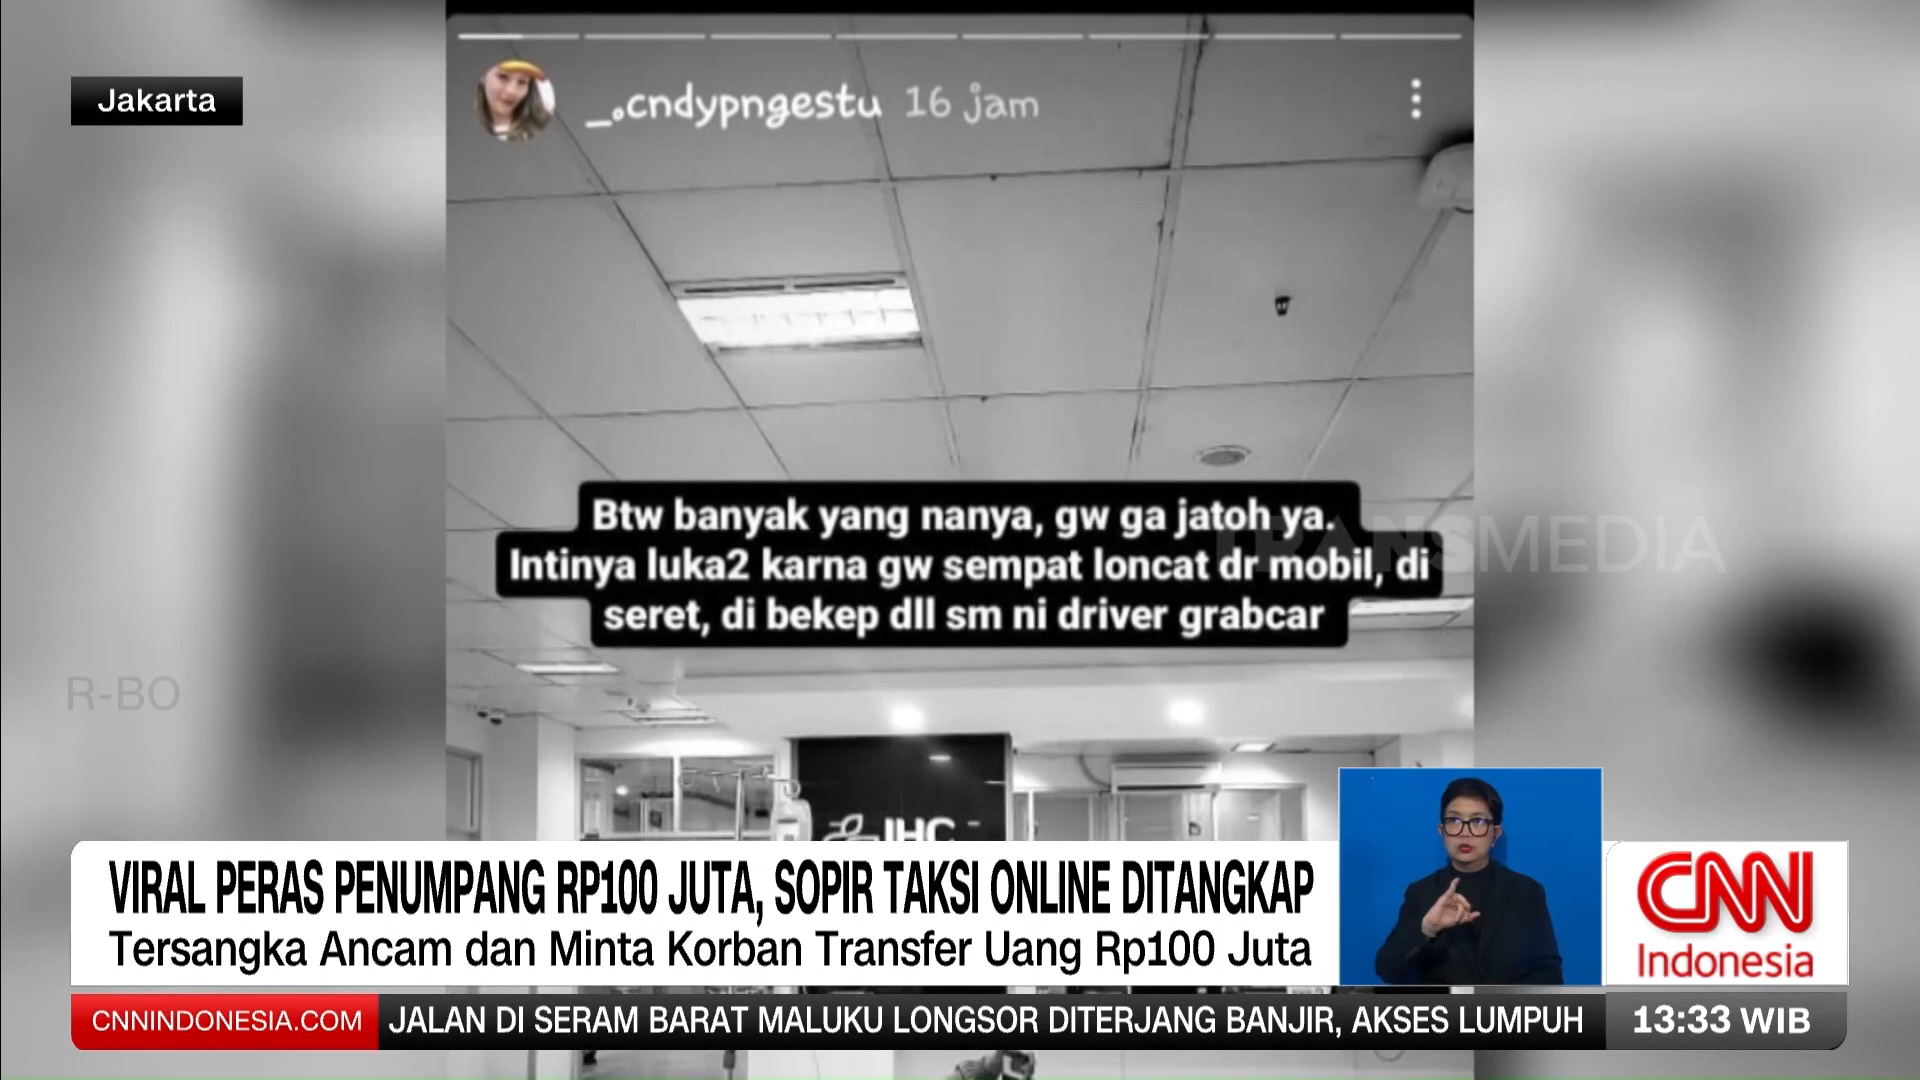 Jakarta
_.cndypngestu 16 jam
Btw banyak yang nanya, gw ga jatoh ya.
Intinya luka2 karna gw sempat loncat dr mobil, di
seret, di bekep dll sm ni driver grabcar
TRANSMEDIA
R-BO
IHC
VIRAL PERAS PENUMPANG RP100 JUTA, SOPIR TAKSI ONLINE DITANGKAP
Tersangka Ancam dan Minta Korban Transfer Uang Rp100 Juta
CNN
Indonesia
CNNINDONESIA.COM JALAN DI SERAM BARAT MALUKU LONGSOR DITERJANG BANJIR, AKSES LUMPUH 13:33 WIB